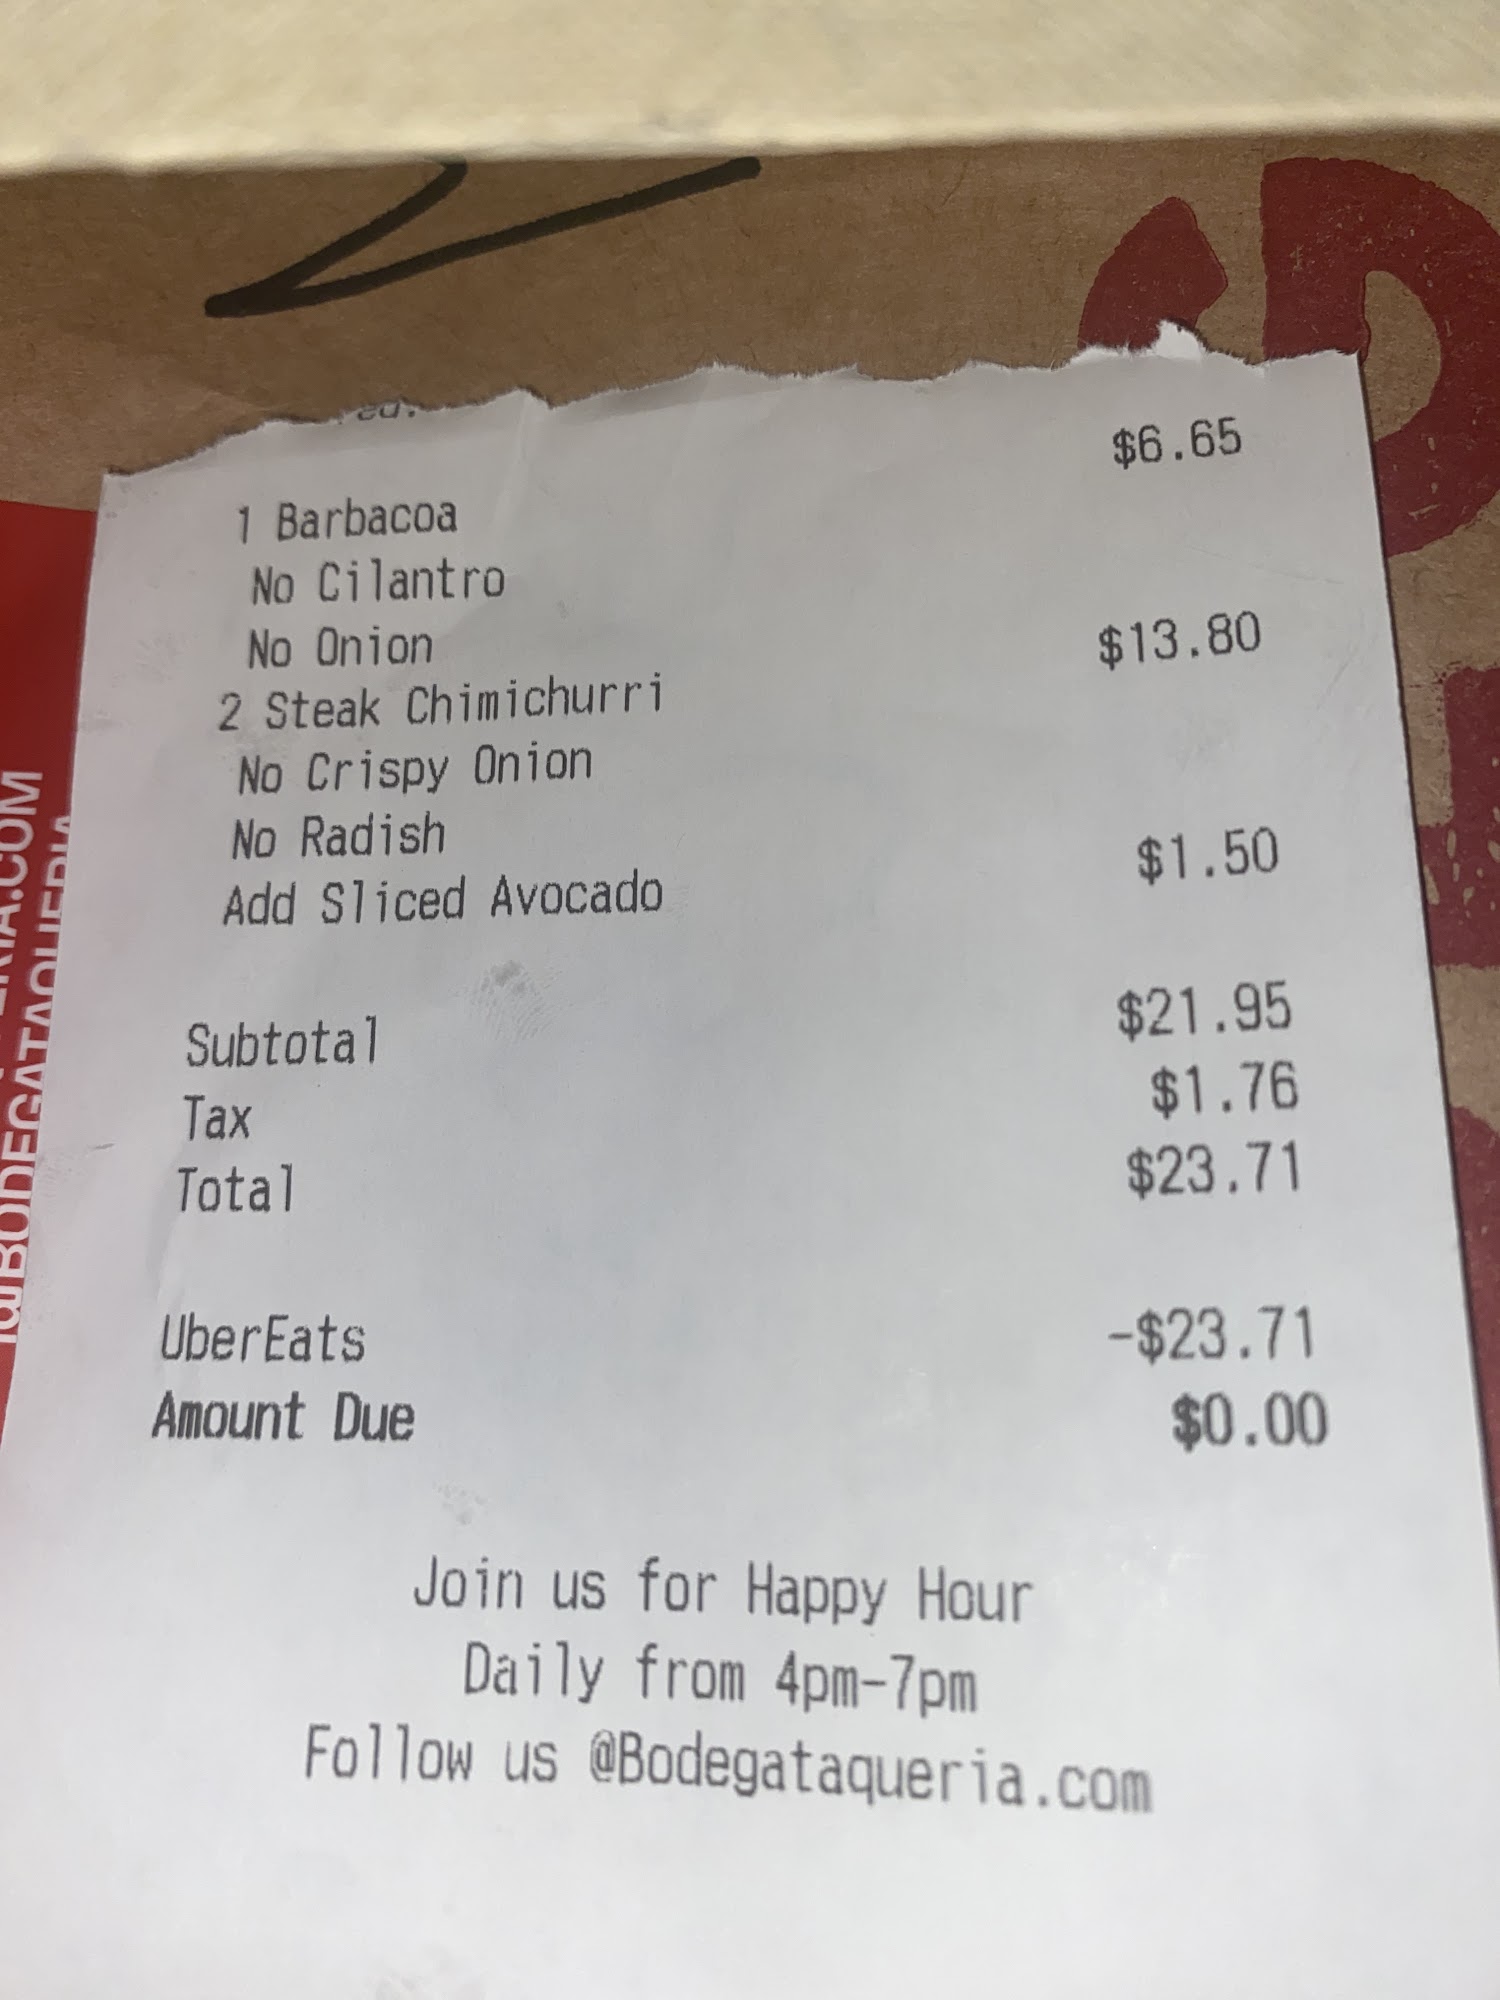 $6.65
1 Barbacoa
No Cilantro
No Onion
2 Steak Chimichurri $13.80
No Crispy Onion
No Radish
Add Sliced Avocado $1.50
Subtotal $21.95
Tax $1.76
Total $23.71
UberEats -$23.71
Amount Due $0.00
Join us for Happy Hour
Daily from 4pm-7pm
Follow us @Bodegataqueria.com
@BODEGATAQUERIA